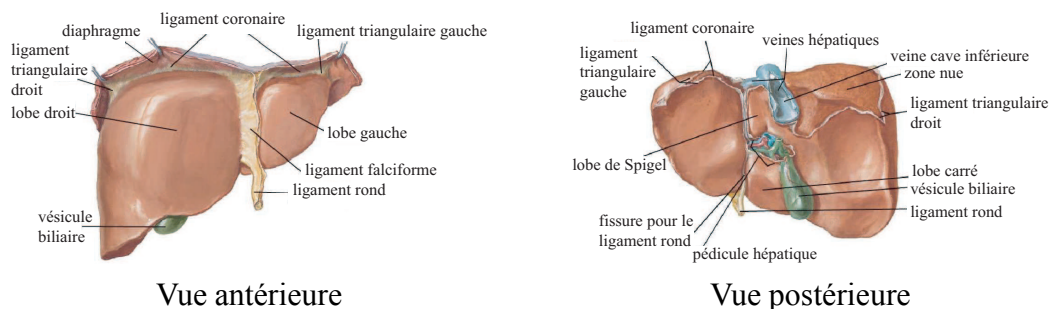 diaphragme
ligament coronaire
ligament triangulaire gauche
ligament
triangulaire
droit
lobe droit
lobe gauche
ligament falciforme
ligament rond
vésicule
biliaire
Vue antérieure
ligament coronaire
veines hépatiques
ligament
triangulaire
gauche
veine cave inférieure
zone nue
ligament triangulaire
droit
lobe de Spigel
lobe carré
vésicule biliaire
ligament rond
fissure pour le
ligament rond
pédicule hépatique
Vue postérieure